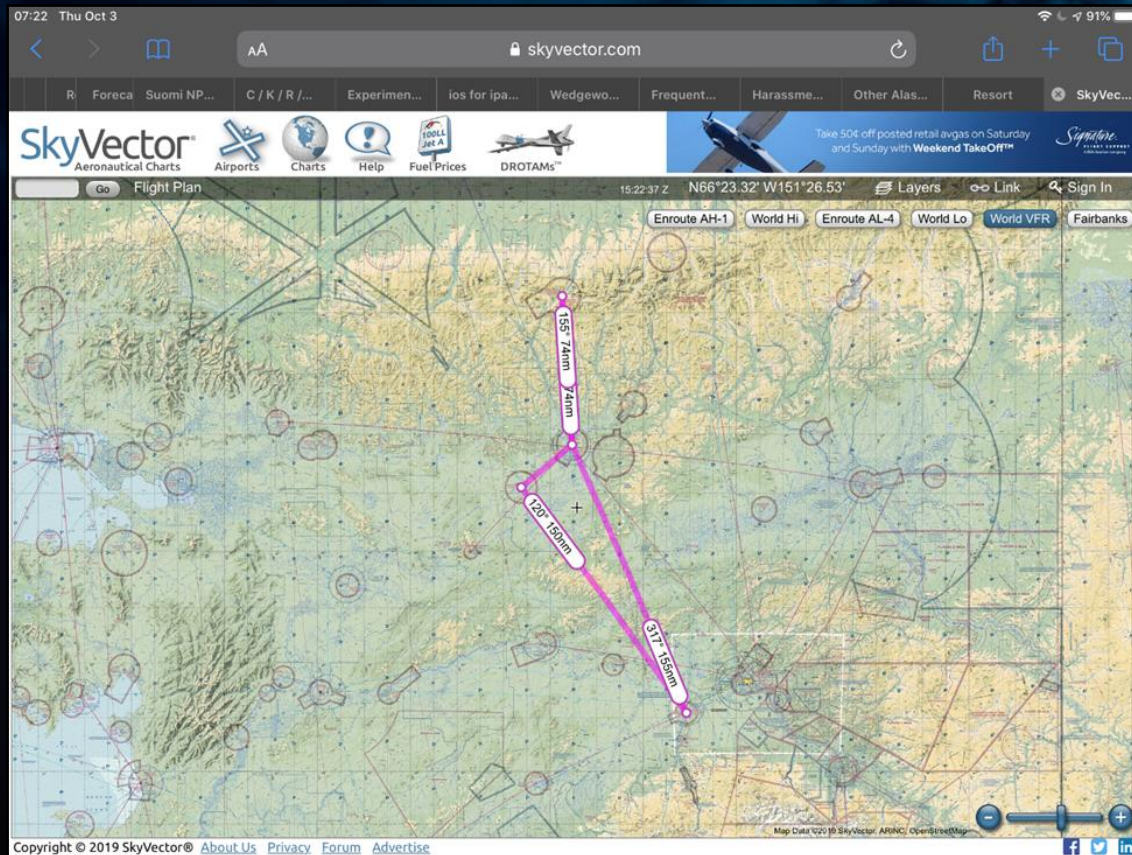 07:22 Thu Oct 3
91%
AA skyvector.com
R Foreca Suomi NP... C / K / R /... Experimen... ios for ipa... Wedgewo... Frequent... Harassme... Other Alas... Resort SkyVec...
SkyVector®
Aeronautical Charts
Airports Charts Help Fuel Prices DROTAMs™
100LL
Jet A
Take 50¢ off posted retail avgas on Saturday
and Sunday with Weekend TakeOff™
Signature
FLIGHT SUPPORT
Go Flight Plan 15:22:37 Z N66°23.32' W151°26.53' Layers Link Sign In
Enroute AH-1 World Hi Enroute AL-4 World Lo World VFR Fairbanks
155° 74nm
74nm
120° 150nm
317° 155nm
Map Data ©2019 SkyVector, ARINC, OpenStreetMap
Copyright © 2019 SkyVector® About Us Privacy Forum Advertise